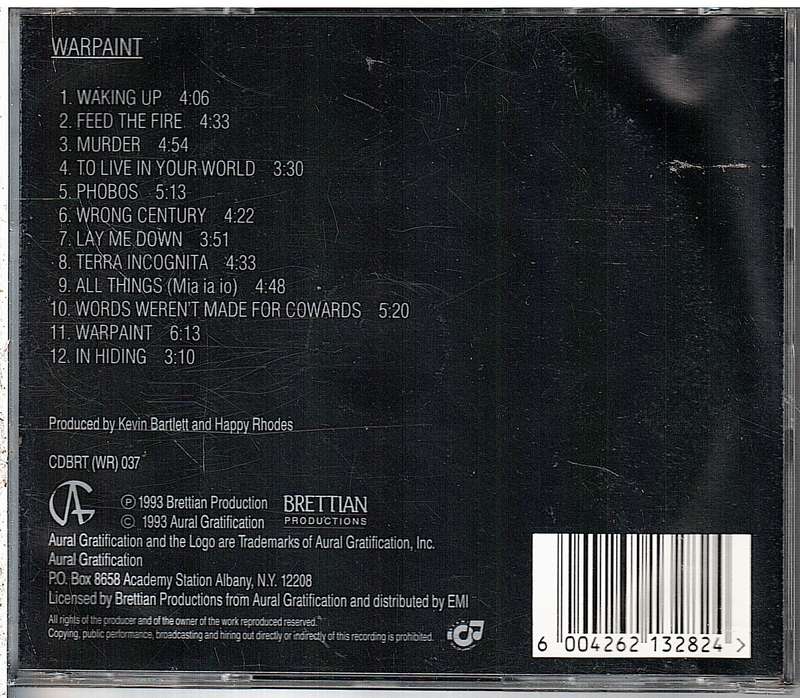 WARPAINT
1. WAKING UP 4:06
2. FEED THE FIRE 4:33
3. MURDER 4:54
4. TO LIVE IN YOUR WORLD 3:30
5. PHOBOS 5:13
6. WRONG CENTURY 4:22
7. LAY ME DOWN 3:51
8. TERRA INCOGNITA 4:33
9. ALL THINGS (Mia ia io) 4:48
10. WORDS WEREN'T MADE FOR COWARDS 5:20
11. WARPAINT 6:13
12. IN HIDING 3:10
Produced by Kevin Bartlett and Happy Rhodes
CDBRT (WR) 037
AG
℗ 1993 Brettian Production
© 1993 Aural Gratification
BRETTIAN
PRODUCTIONS
Aural Gratification and the Logo are Trademarks of Aural Gratification, Inc.
Aural Gratification
P.O. Box 8658 Academy Station Albany, N.Y. 12208
Licensed by Brettian Productions from Aural Gratification and distributed by EMI
All rights of the producer and of the owner of the work reproduced reserved.
Copying, public performance, broadcasting and hiring out directly or indirectly of this recording is prohibited.
6 004262 132824 >